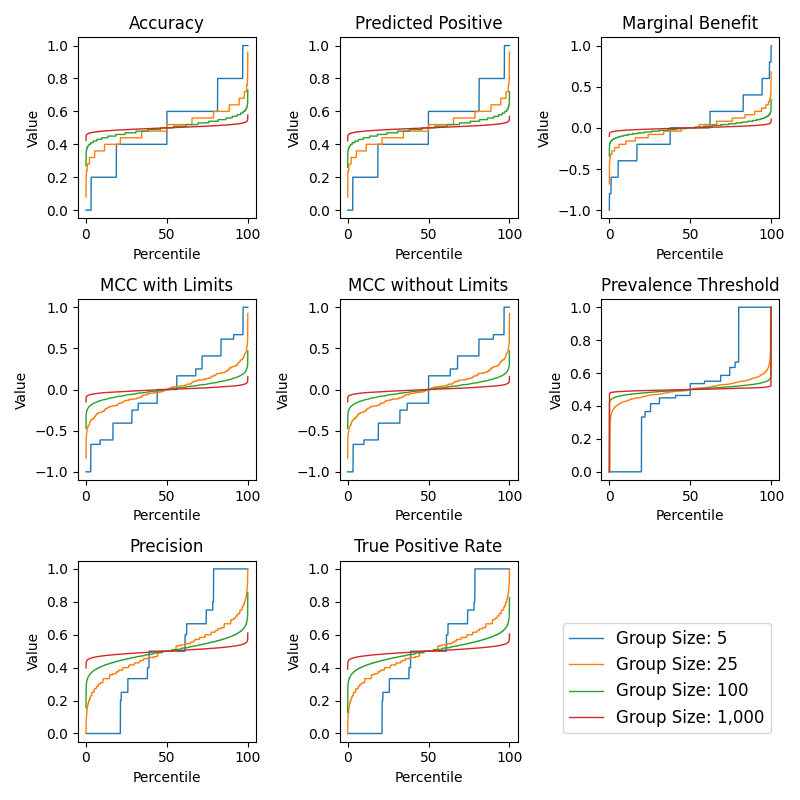 Accuracy
Predicted Positive
Marginal Benefit
1.0
0.8
0.6
0.4
0.2
0.0
Value
0
50
100
Percentile
1.0
0.8
0.6
0.4
0.2
0.0
Value
0
50
100
Percentile
1.0
0.5
0.0
−0.5
−1.0
Value
0
50
100
Percentile
MCC with Limits
MCC without Limits
Prevalence Threshold
1.0
0.5
0.0
−0.5
−1.0
Value
0
50
100
Percentile
1.0
0.5
0.0
−0.5
−1.0
Value
0
50
100
Percentile
1.0
0.8
0.6
0.4
0.2
0.0
Value
0
50
100
Percentile
Precision
True Positive Rate
1.0
0.8
0.6
0.4
0.2
0.0
Value
0
50
100
Percentile
1.0
0.8
0.6
0.4
0.2
0.0
Value
0
50
100
Percentile
Group Size: 5
Group Size: 25
Group Size: 100
Group Size: 1,000